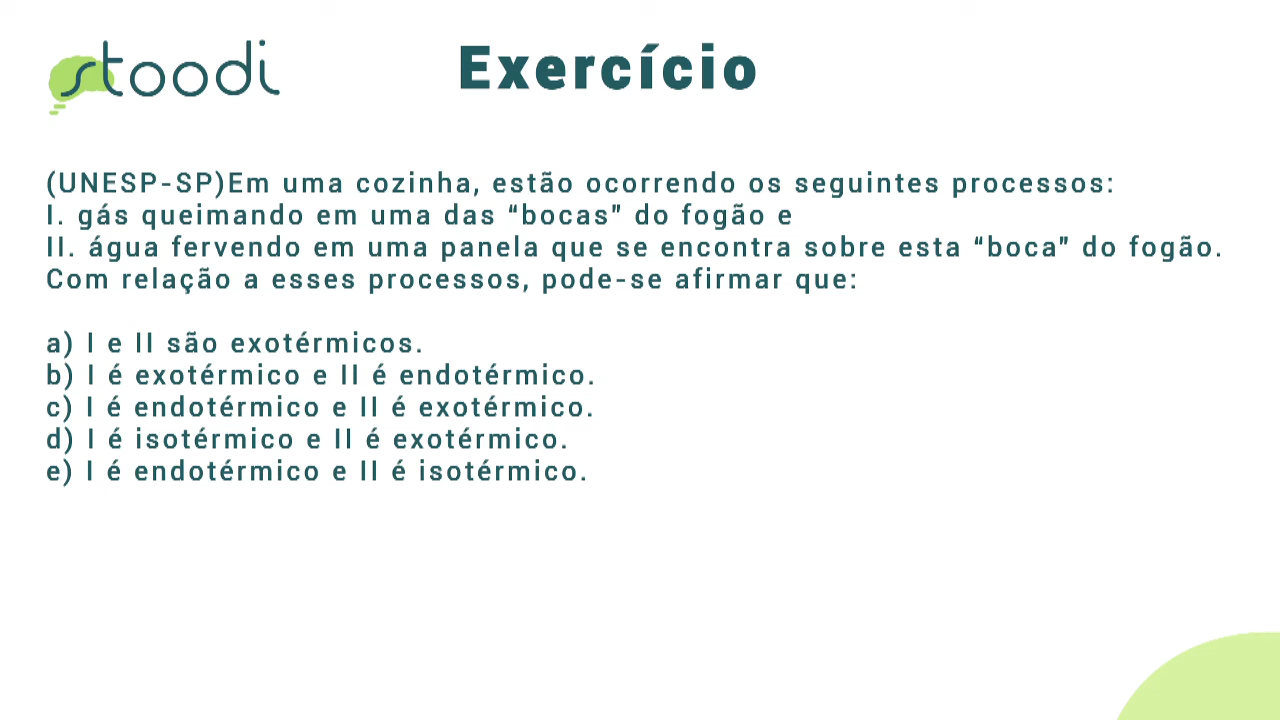 stoodi
Exercício
(UNESP-SP)Em uma cozinha, estão ocorrendo os seguintes processos:
I. gás queimando em uma das “bocas” do fogão e
II. água fervendo em uma panela que se encontra sobre esta “boca” do fogão.
Com relação a esses processos, pode-se afirmar que:
a) I e II são exotérmicos.
b) I é exotérmico e II é endotérmico.
c) I é endotérmico e II é exotérmico.
d) I é isotérmico e II é exotérmico.
e) I é endotérmico e II é isotérmico.